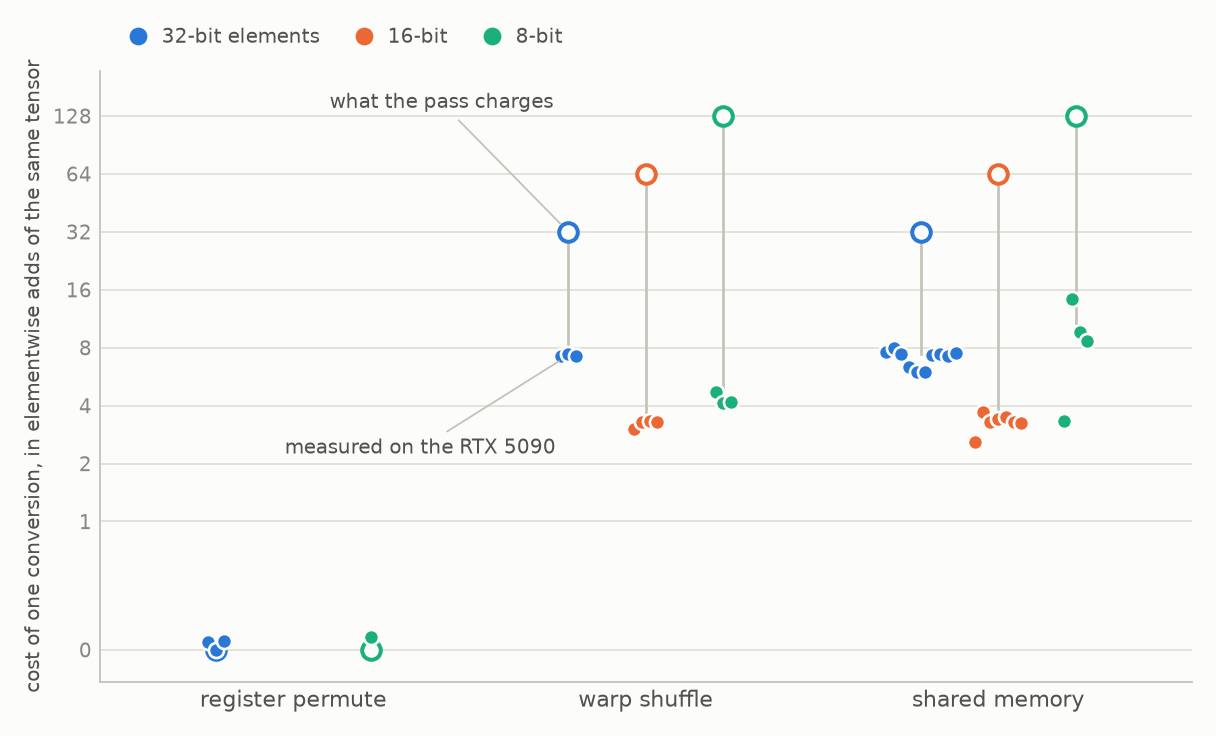 32-bit elements 16-bit 8-bit
cost of one conversion, in elementwise adds of the same tensor
what the pass charges
128
64
32
16
8
4
measured on the RTX 5090
2
1
0
register permute warp shuffle shared memory